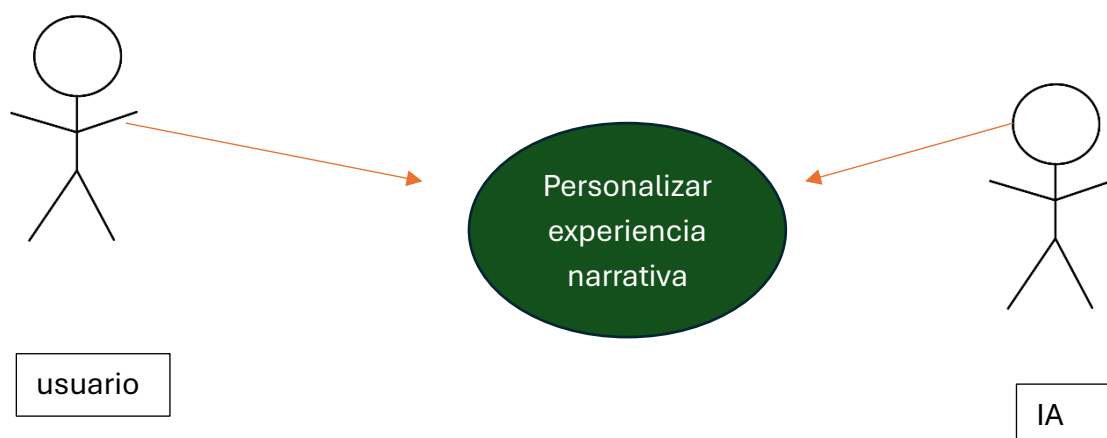 Personalizar
experiencia
narrativa
usuario
IA